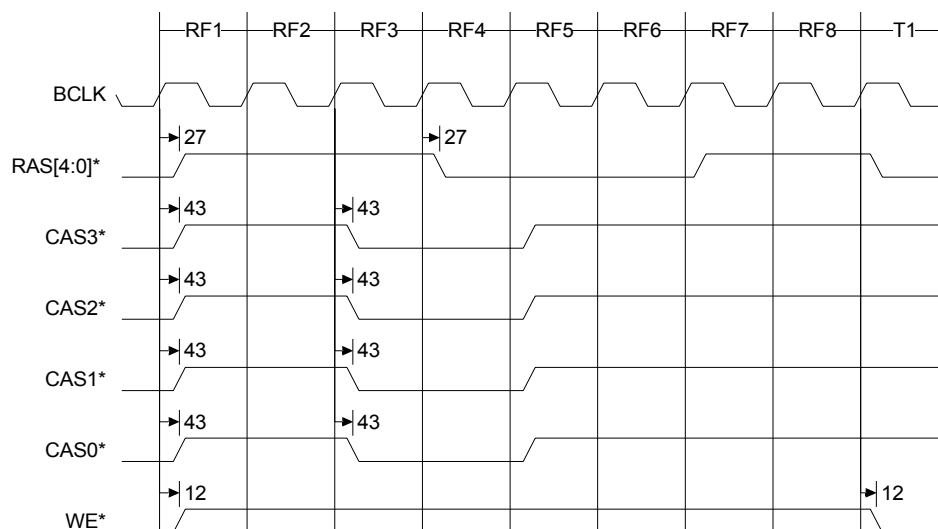 RF1 RF2 RF3 RF4 RF5 RF6 RF7 RF8 T1
BCLK
27 27
RAS[4:0]*
43 43
CAS3*
43 43
CAS2*
43 43
CAS1*
43 43
CAS0*
12 12
WE*